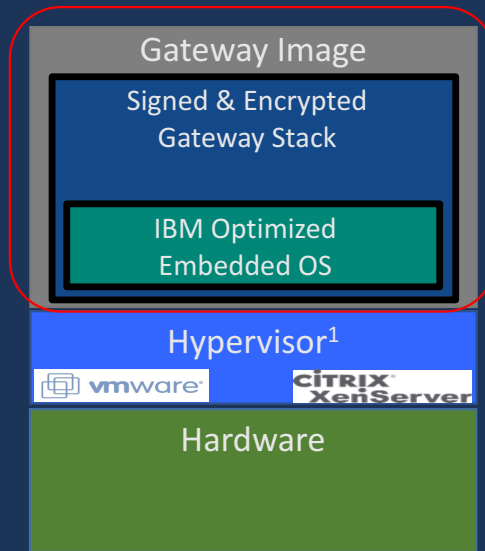 Gateway Image
Signed & Encrypted
Gateway Stack
IBM Optimized
Embedded OS
Hypervisor1
vmware
CITRIX
XenServer
Hardware